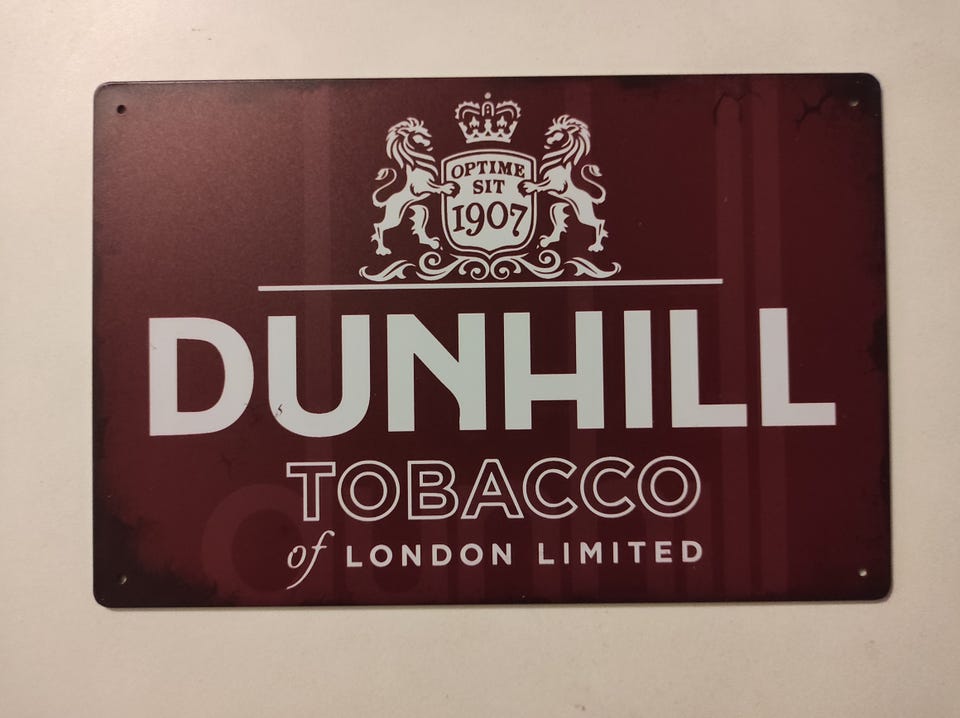 OPTIME
SIT
1907
DUNHILL
TOBACCO
of LONDON LIMITED